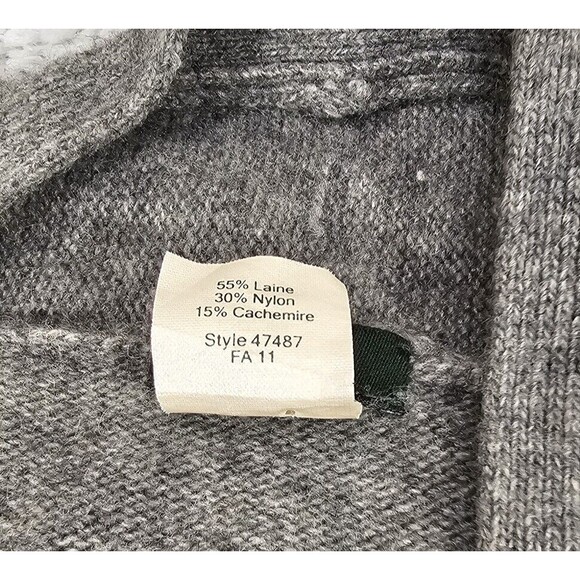 55% Laine
30% Nylon
15% Cachemire
Style 47487
FA 11